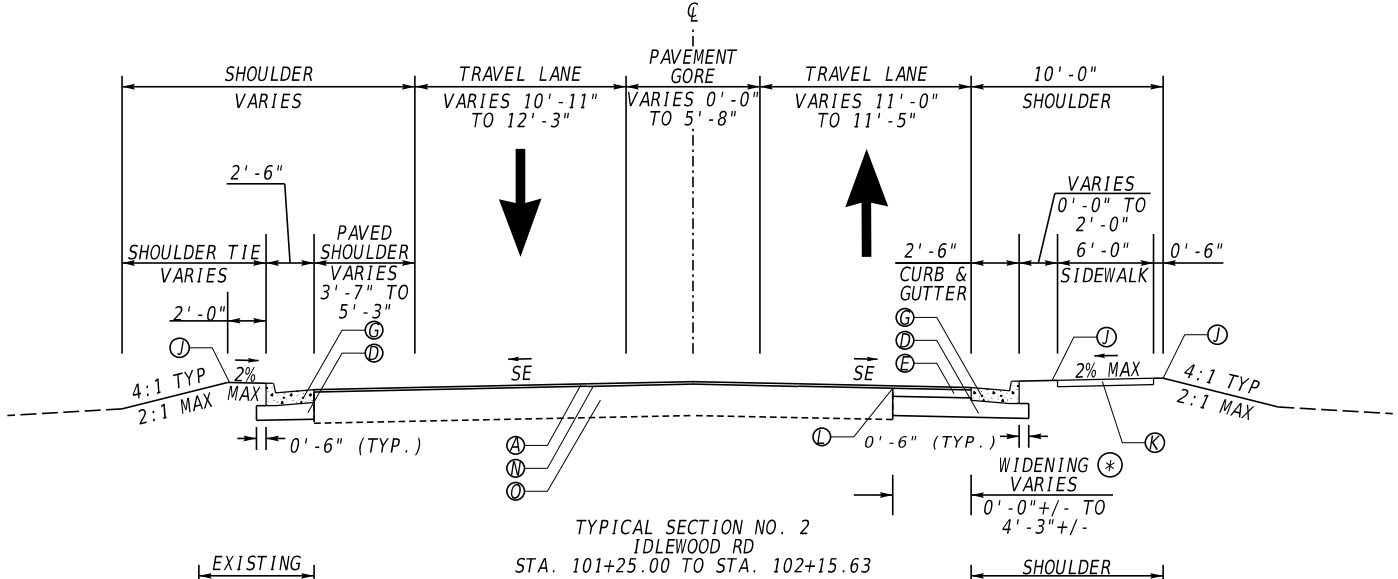 ℄
SHOULDER
VARIES
TRAVEL LANE
VARIES 10'-11"
TO 12'-3"
PAVEMENT
GORE
VARIES 0'-0"
TO 5'-8"
TRAVEL LANE
VARIES 11'-0"
TO 11'-5"
10'-0"
SHOULDER
2'-6"
SHOULDER TIE
VARIES
PAVED
SHOULDER
VARIES
3'-7" TO
5'-3"
2'-0"
VARIES
0'-0" TO
2'-0"
2'-6"
CURB &
GUTTER
6'-0"
SIDEWALK
0'-6"
J
G
D
G
D
E
J
J
4:1 TYP
2:1 MAX
2%
MAX
SE
SE
2% MAX
4:1 TYP
2:1 MAX
0'-6" (TYP.)
A
N
O
L
0'-6" (TYP.)
K
WIDENING *
VARIES
0'-0"+/- TO
4'-3"+/-
TYPICAL SECTION NO. 2
IDLEWOOD RD
STA. 101+25.00 TO STA. 102+15.63
EXISTING
SHOULDER